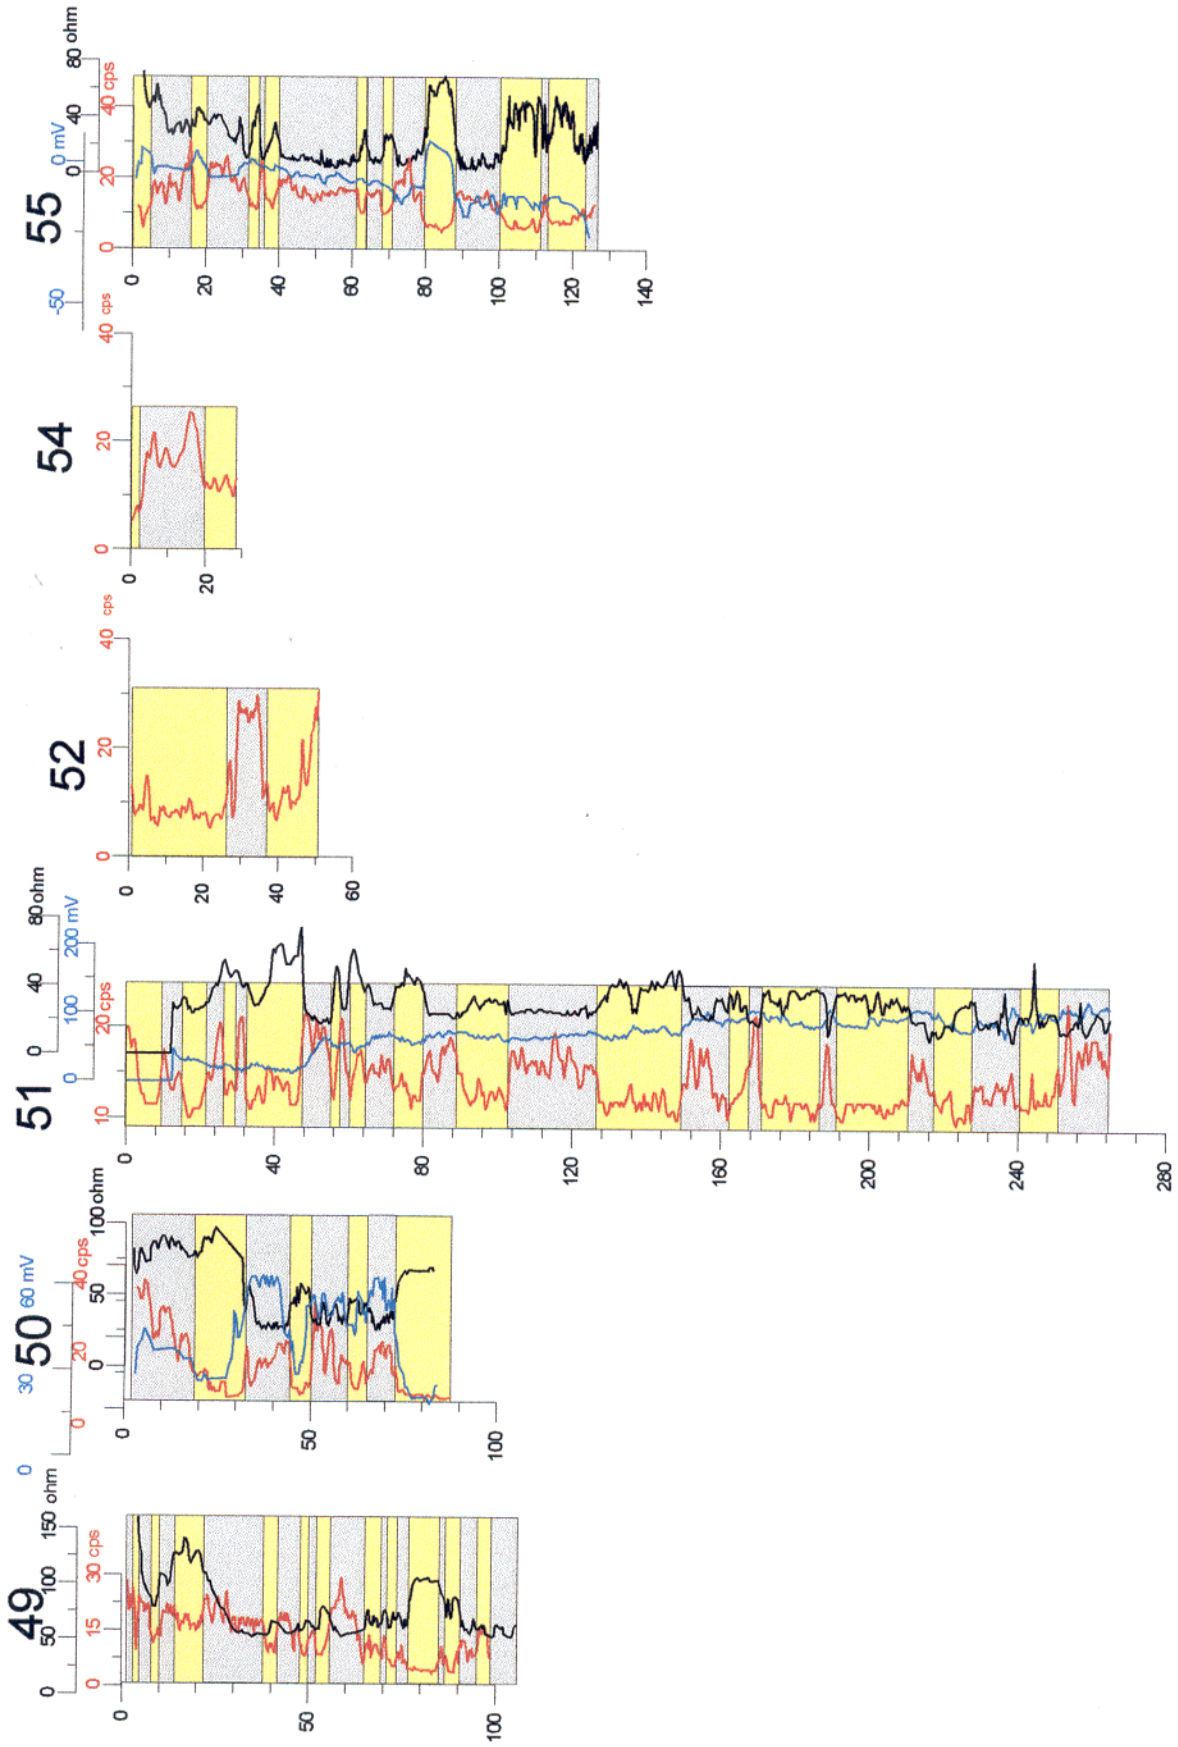 49
0 50 100 150 ohm
0 15 30 cps
0 50 100
50
0 30 60 mV
0 20 40 cps
0 50 100 ohm
0 50 100
51
0 40 80 ohm
0 100 200 mV
10 20 cps
0 40 80 120 160 200 240 280
52
0 20 40 cps
0 20 40 60
54
0 20 40 cps
0 20
55
0 40 80 ohm
-50 0 mV
0 20 40 cps
0 20 40 60 80 100 120 140